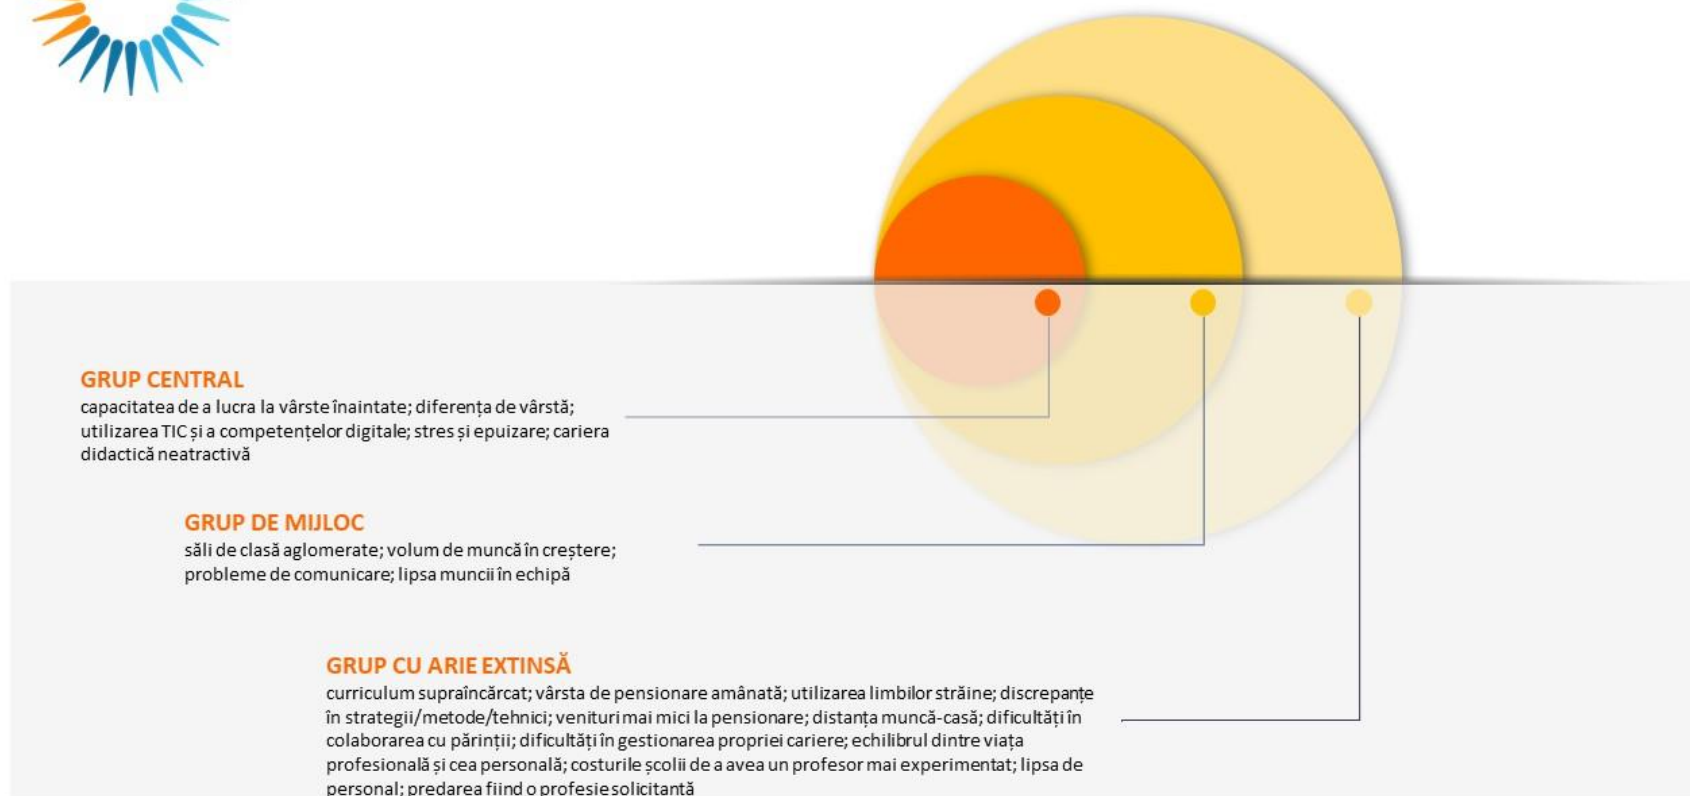 GRUP CENTRAL
capacitatea de a lucra la vârste înaintate; diferența de vârstă;
utilizarea TIC și a competențelor digitale; stres și epuizare; cariera
didactică neatractivă
GRUP DE MIJLOC
săli de clasă aglomerate; volum de muncă în creștere;
probleme de comunicare; lipsa muncii în echipă
GRUP CU ARIE EXTINSĂ
curriculum supraîncărcat; vârsta de pensionare amânată; utilizarea limbilor străine; discrepanțe
în strategii/metode/tehnici; venituri mai mici la pensionare; distanța muncă-casă; dificultăți în
colaborarea cu părinții; dificultăți în gestionarea propriei cariere; echilibrul dintre viața
profesională și cea personală; costurile școlii de a avea un profesor mai experimentat; lipsa de
personal; predarea fiind o profesie solicitantă